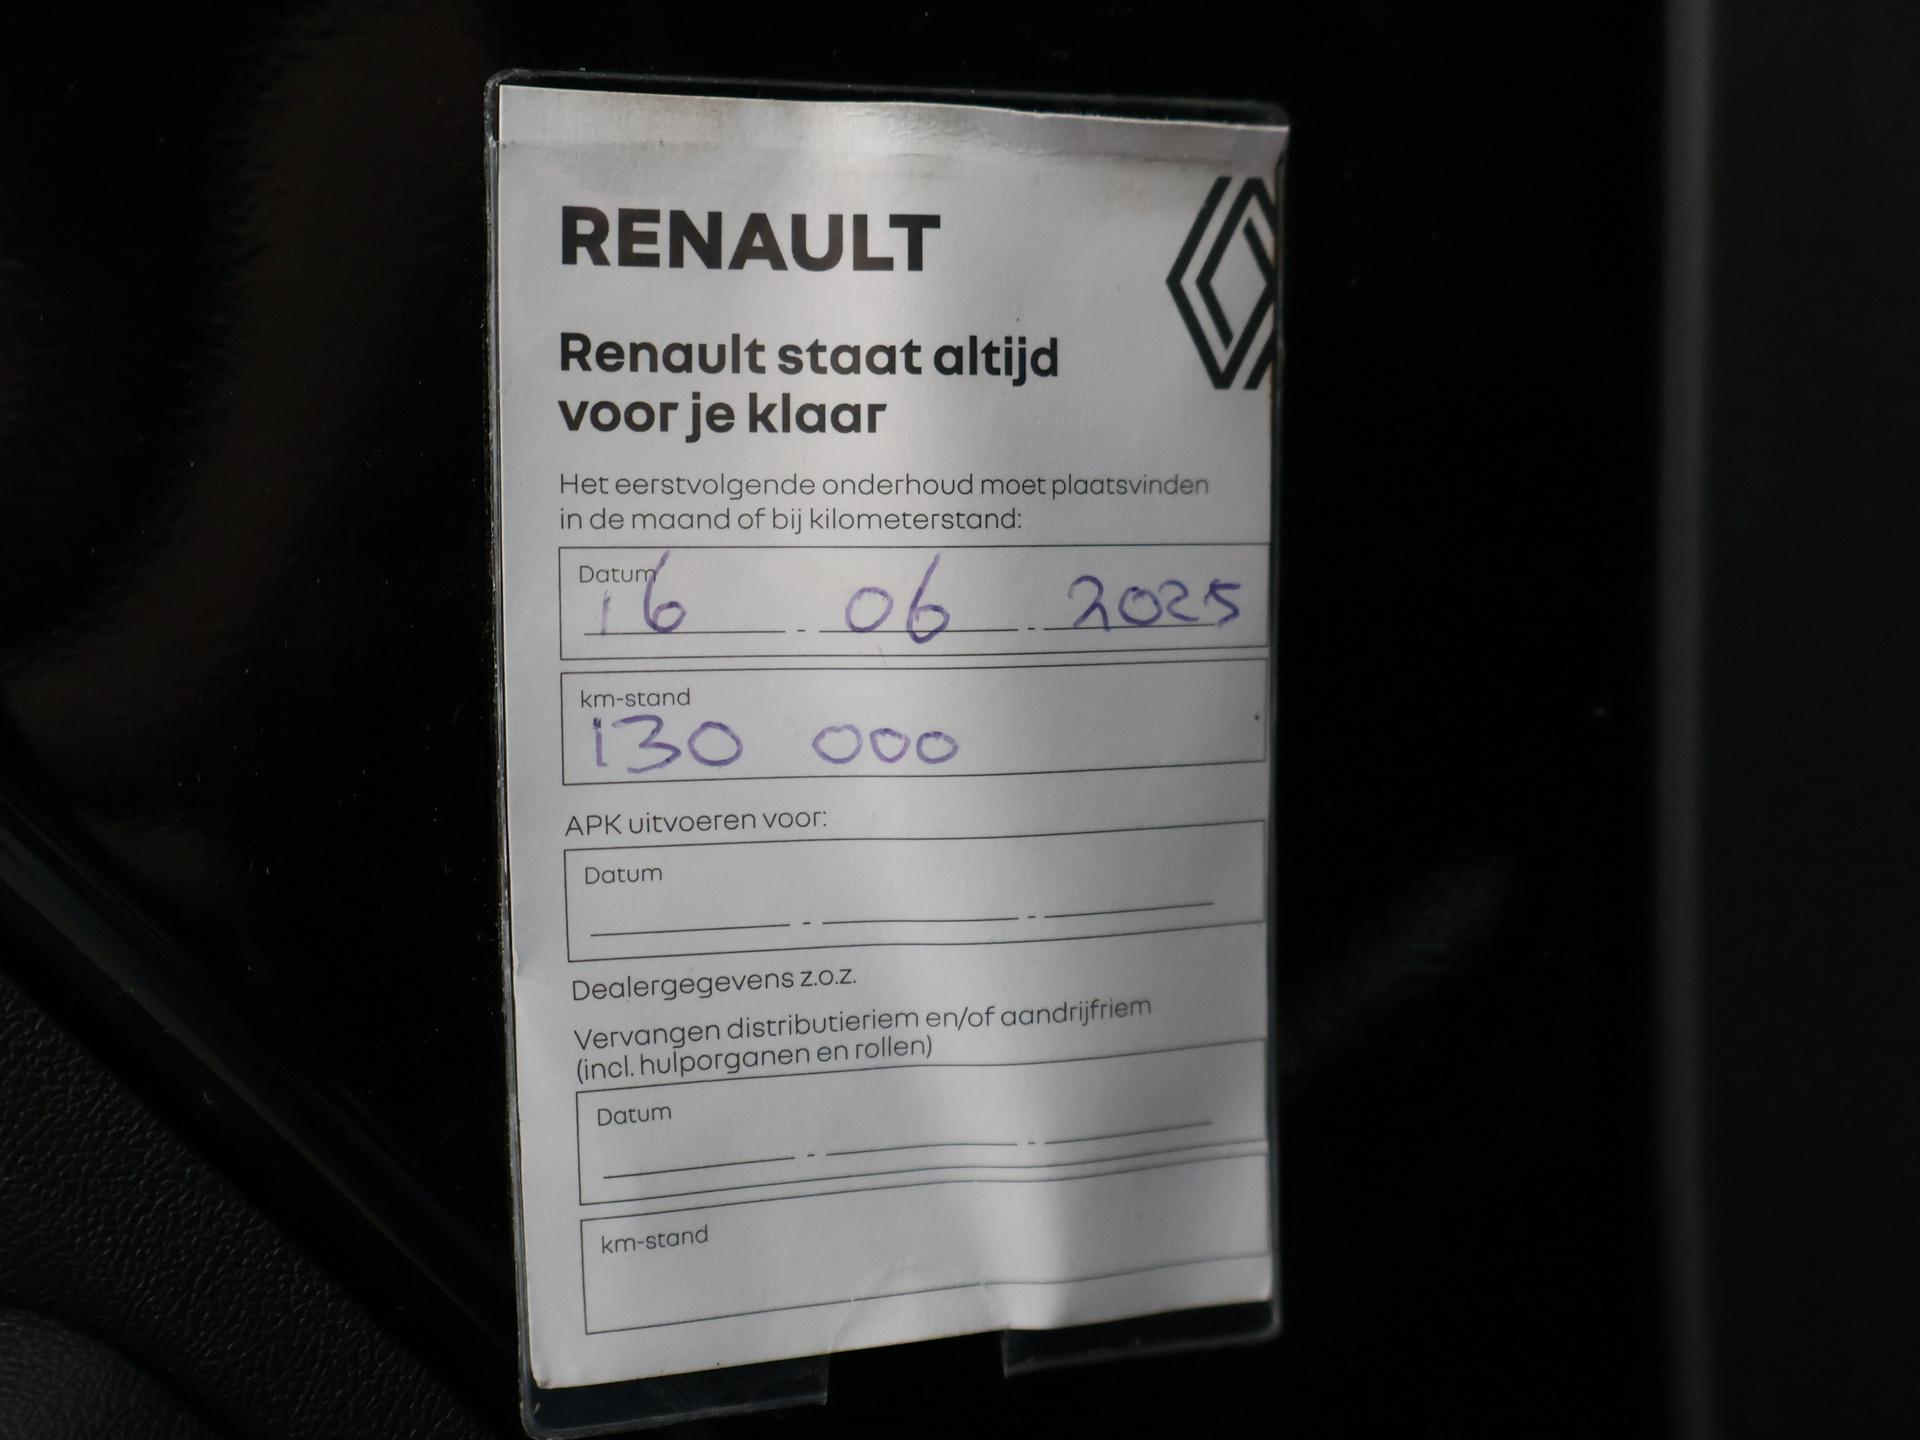 RENAULT
Renault staat altijd
voor je klaar
Het eerstvolgende onderhoud moet plaatsvinden
in de maand of bij kilometerstand:
Datum
16 - 06 - 2025
km-stand
130 000
APK uitvoeren voor:
Datum
- -
Dealergegevens z.o.z.
Vervangen distributieriem en/of aandrijfriem
(incl. hulporganen en rollen)
Datum
- -
km-stand